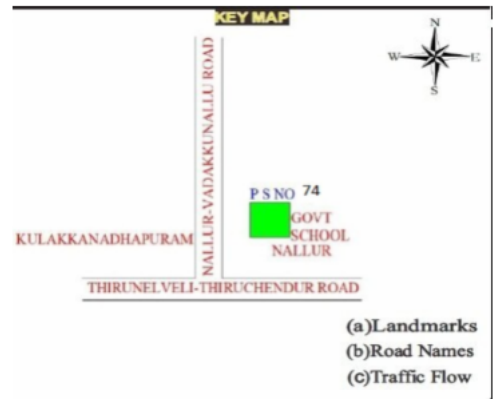 KEY MAP
N
W
E
S
NALLUR-VADAKKUNALLU ROAD
P S NO 74
GOVT
SCHOOL
NALLUR
KULAKKANADHAPURAM
THIRUNELVELI-THIRUCHENDUR ROAD
(a)Landmarks
(b)Road Names
(c)Traffic Flow